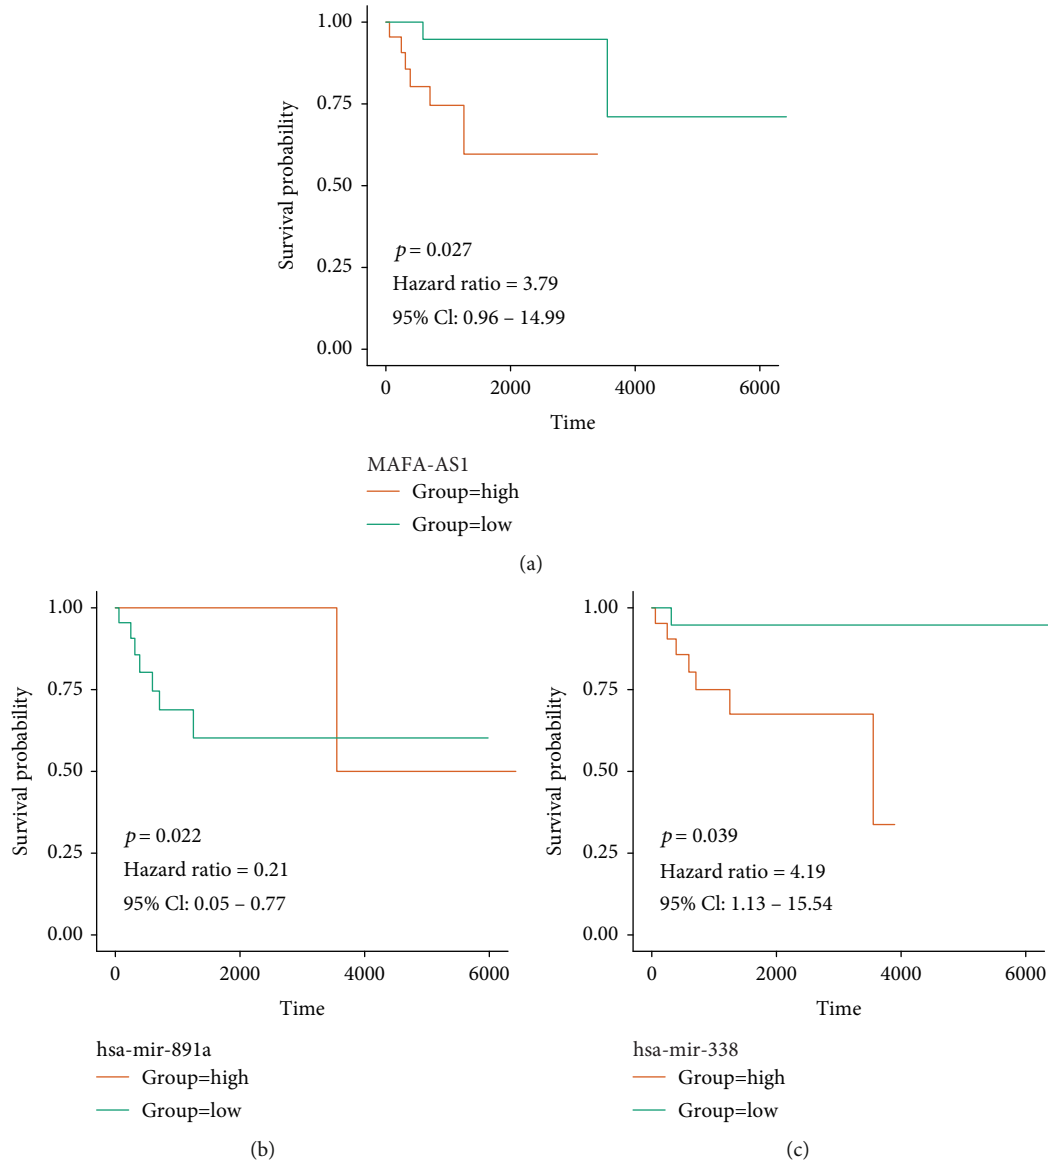 1.00
0.75
0.50
0.25
0.00
Survival probability
p = 0.027
Hazard ratio = 3.79
95% Cl: 0.96 – 14.99
0 2000 4000 6000
Time
MAFA-AS1
Group=high
Group=low
(a)
1.00
0.75
0.50
0.25
0.00
Survival probability
p = 0.022
Hazard ratio = 0.21
95% Cl: 0.05 – 0.77
0 2000 4000 6000
Time
hsa-mir-891a
Group=high
Group=low
(b)
1.00
0.75
0.50
0.25
0.00
Survival probability
p = 0.039
Hazard ratio = 4.19
95% Cl: 1.13 – 15.54
0 2000 4000 6000
Time
hsa-mir-338
Group=high
Group=low
(c)